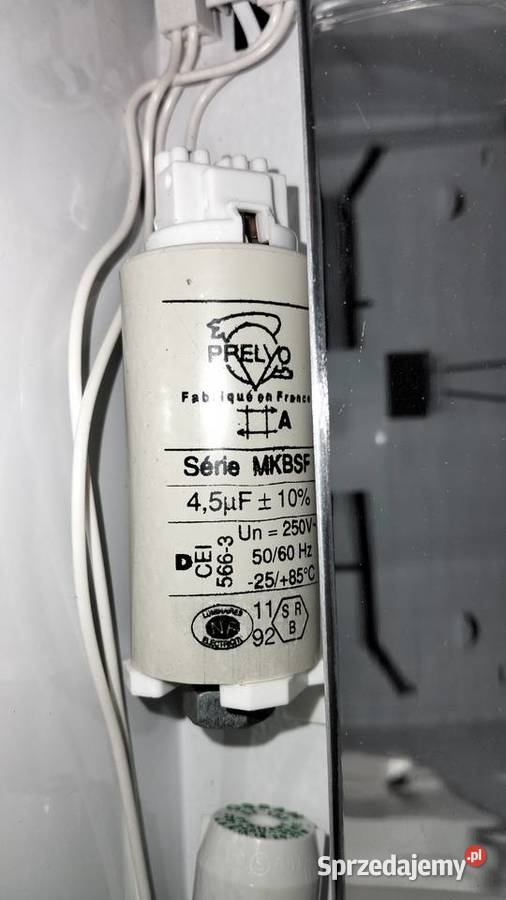 PRELYO
Fabriqué en France
A
Série MKBSF
4,5µF ± 10%
D CEI 566-3
Un = 250V~
50/60 Hz
-25/+85°C
LUMINAIRES
NF
11
92
S R
B
Sprzedajemy.pl